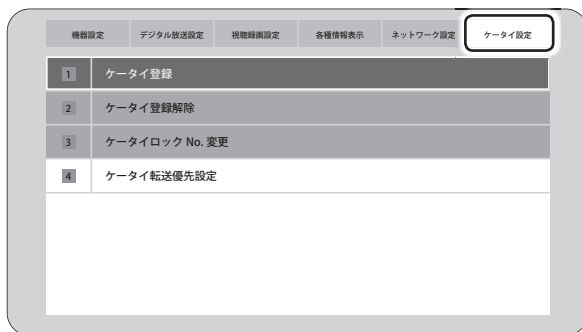 機器設定 デジタル放送設定 視聴録画設定 各種情報表示 ネットワーク設定 ケータイ設定
1 ケータイ登録
2 ケータイ登録解除
3 ケータイロック No. 変更
4 ケータイ転送優先設定